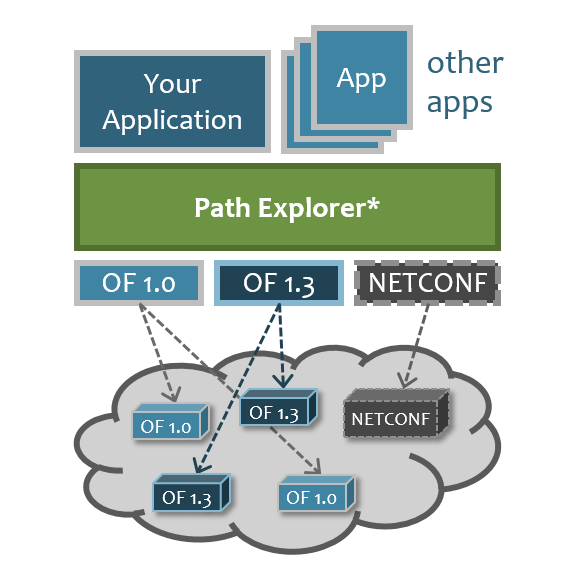 Your
Application
App
other
apps
Path Explorer*
OF 1.0
OF 1.3
NETCONF
OF 1.3
OF 1.0
NETCONF
OF 1.3
OF 1.0